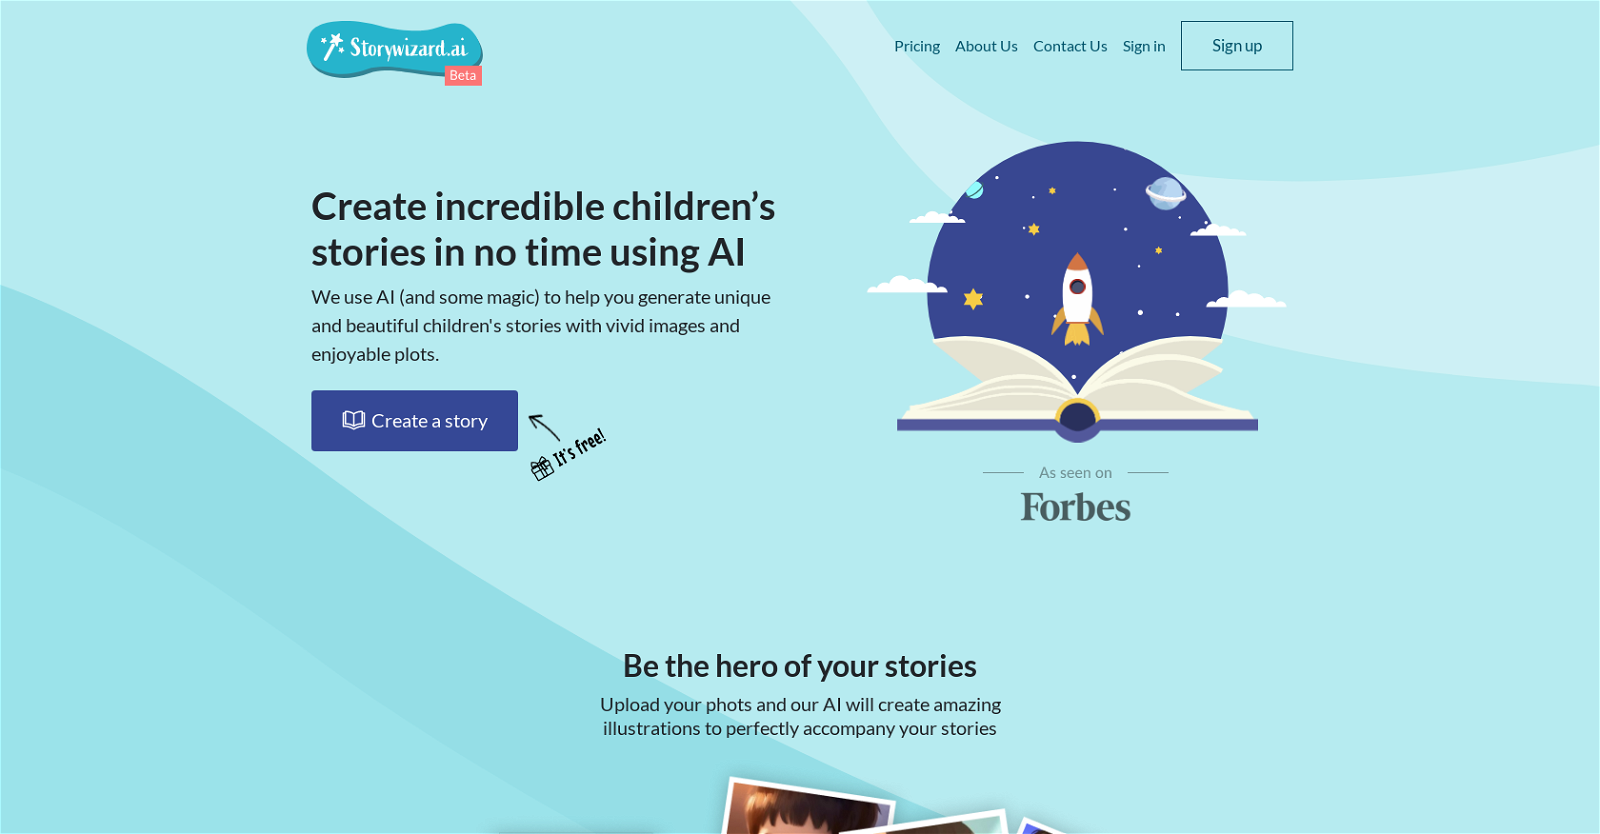 Storywizard.ai
Beta
Pricing
About Us
Contact Us
Sign in
Sign up
Create incredible children’s
stories in no time using AI
We use AI (and some magic) to help you generate unique
and beautiful children's stories with vivid images and
enjoyable plots.
Create a story
It's free!
As seen on
Forbes
Be the hero of your stories
Upload your phots and our AI will create amazing
illustrations to perfectly accompany your stories